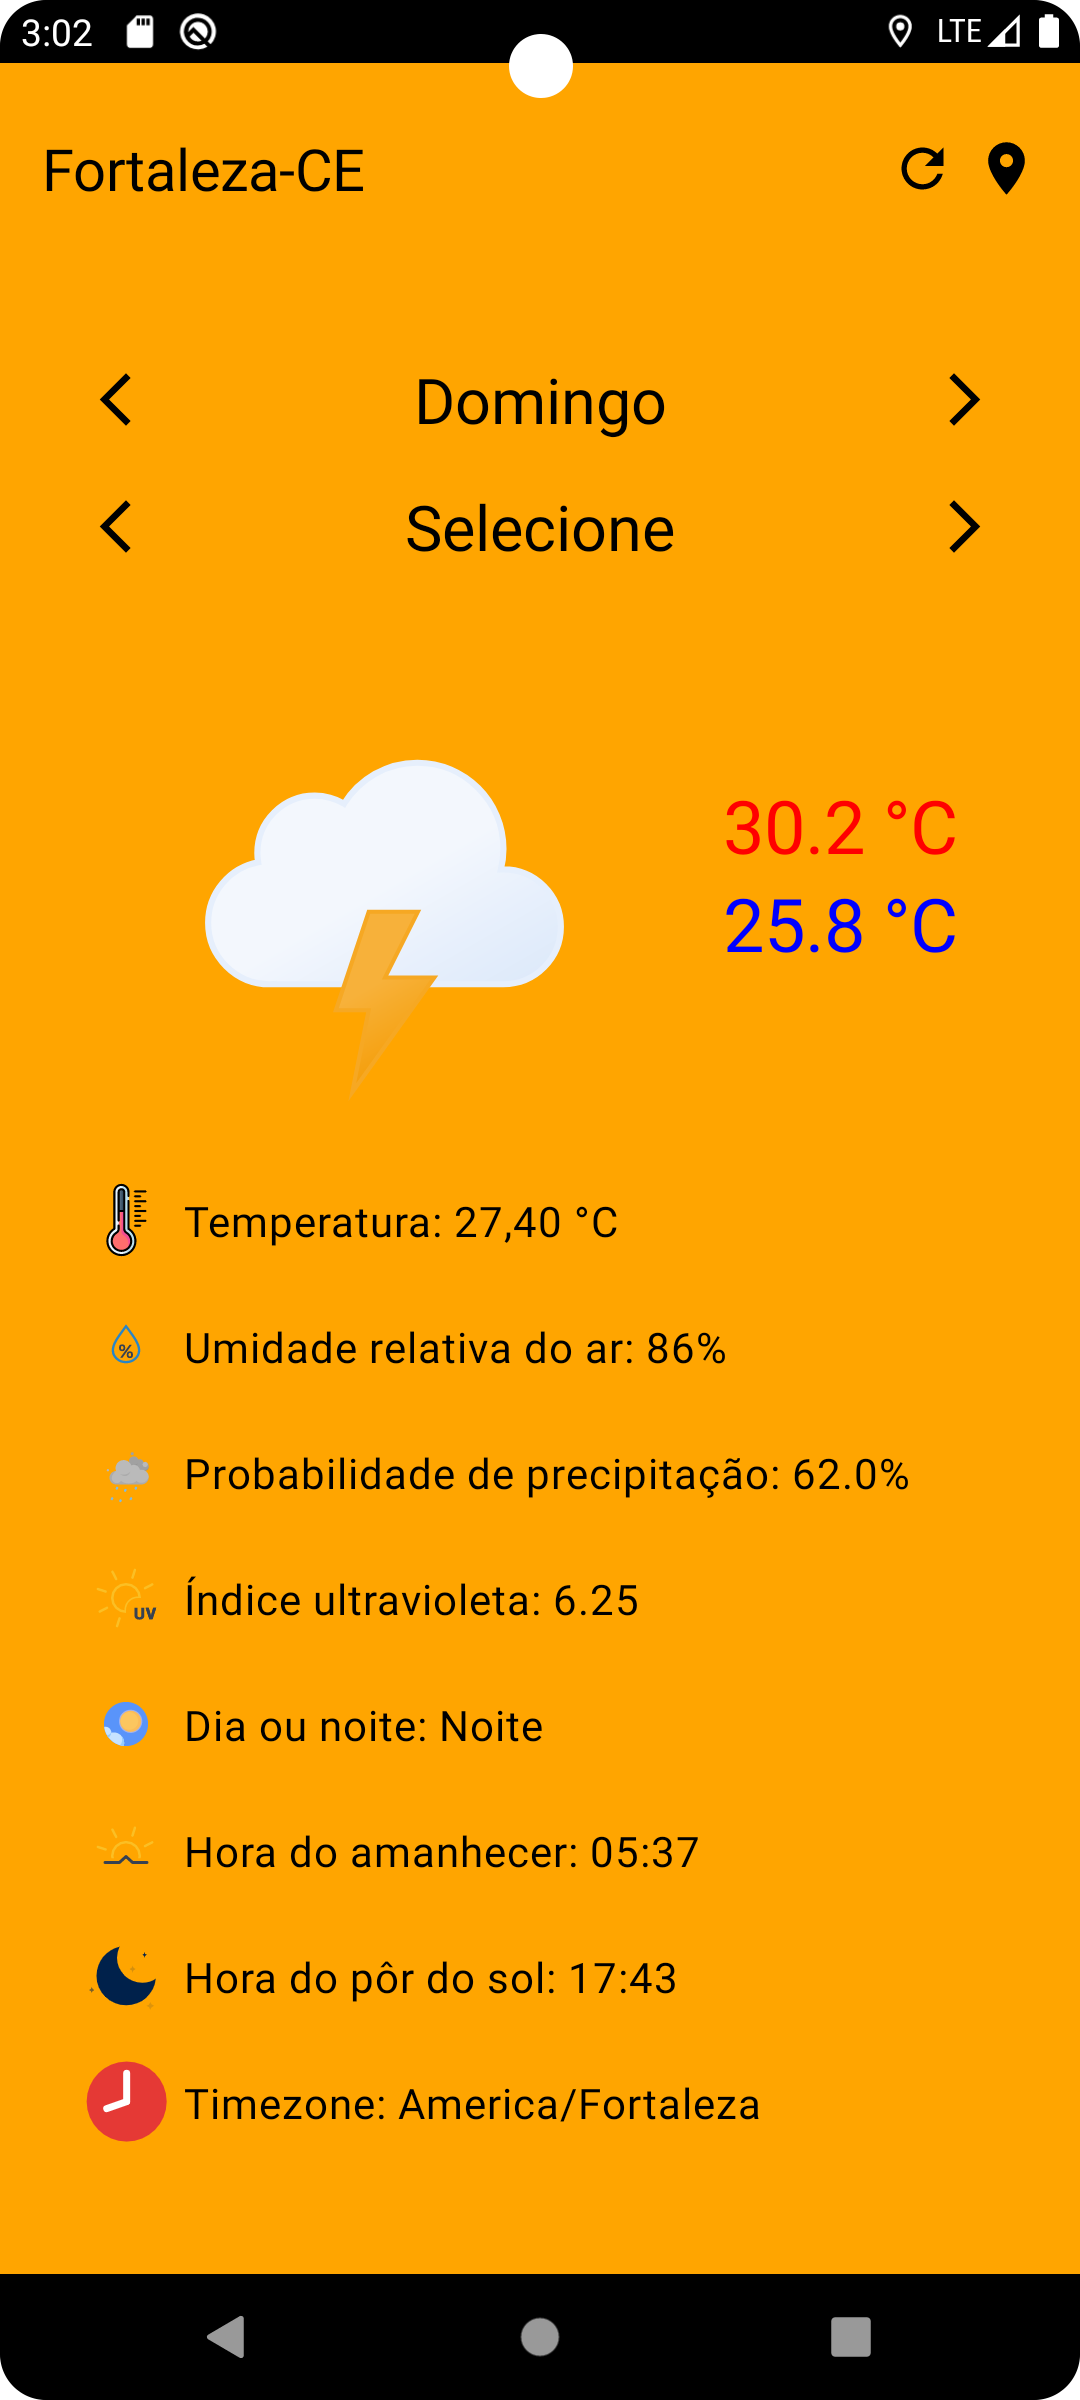 3:02 LTE
Fortaleza-CE
Domingo
Selecione
30.2 °C
25.8 °C
Temperatura: 27,40 °C
%
Umidade relativa do ar: 86%
Probabilidade de precipitação: 62.0%
UV
Índice ultravioleta: 6.25
Dia ou noite: Noite
Hora do amanhecer: 05:37
Hora do pôr do sol: 17:43
Timezone: America/Fortaleza